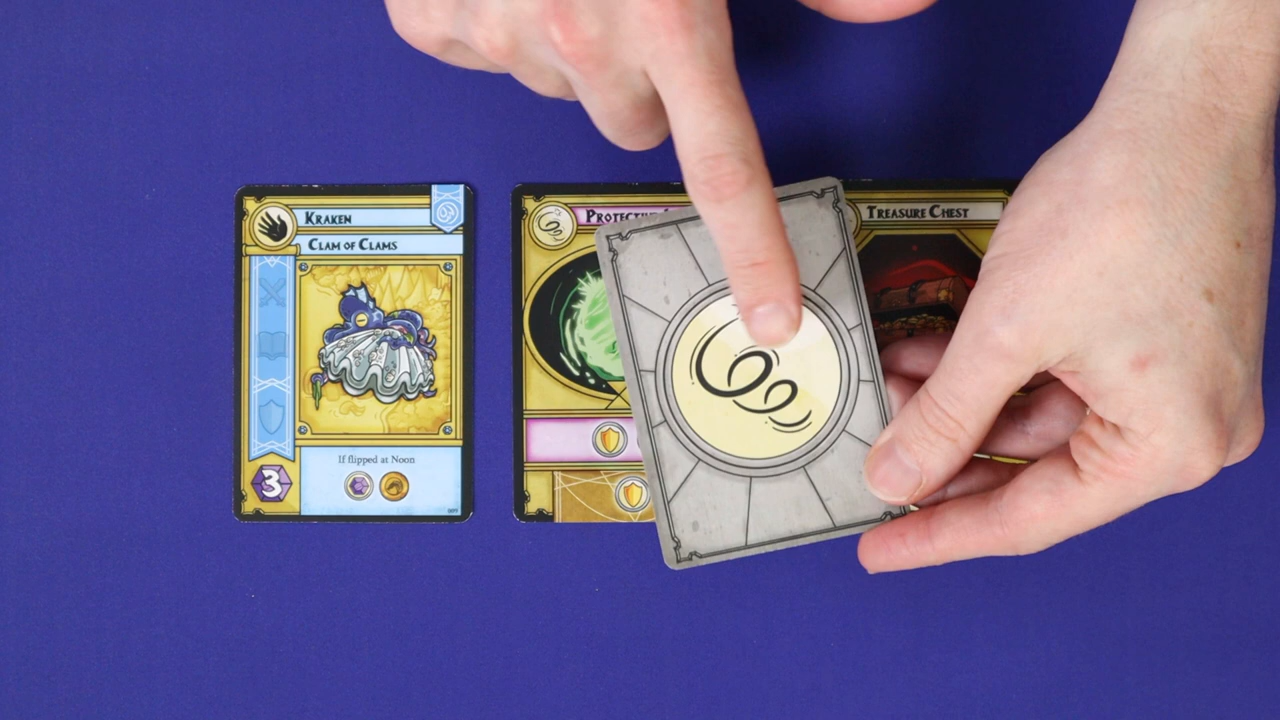 KRAKEN
CLAM OF CLAMS
If flipped at Noon
3
TREASURE CHEST